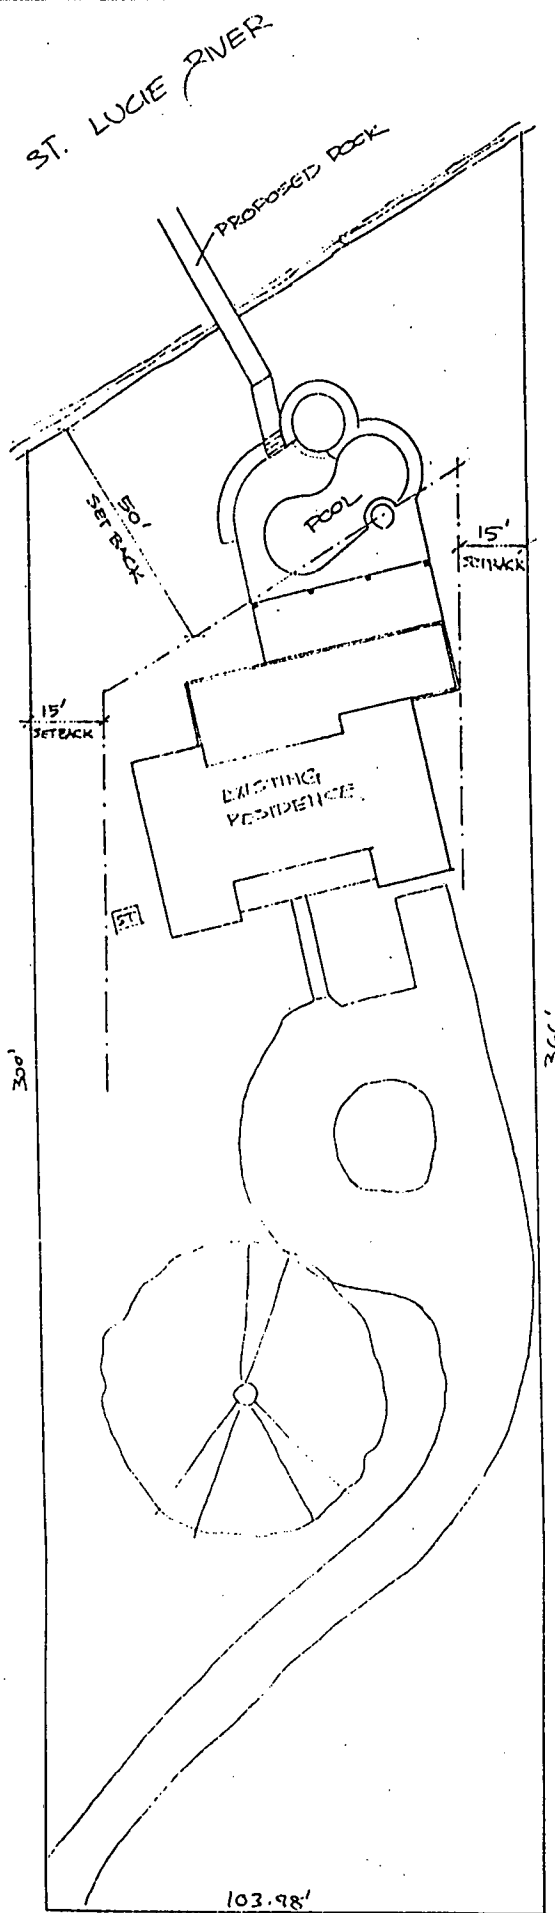 ST. LUCIE RIVER
PROPOSED DOCK
50'
SET BACK
POOL
15'
SETBACK
15'
SETBACK
EXISTING
RESIDENCE
ST
300'
103.98'